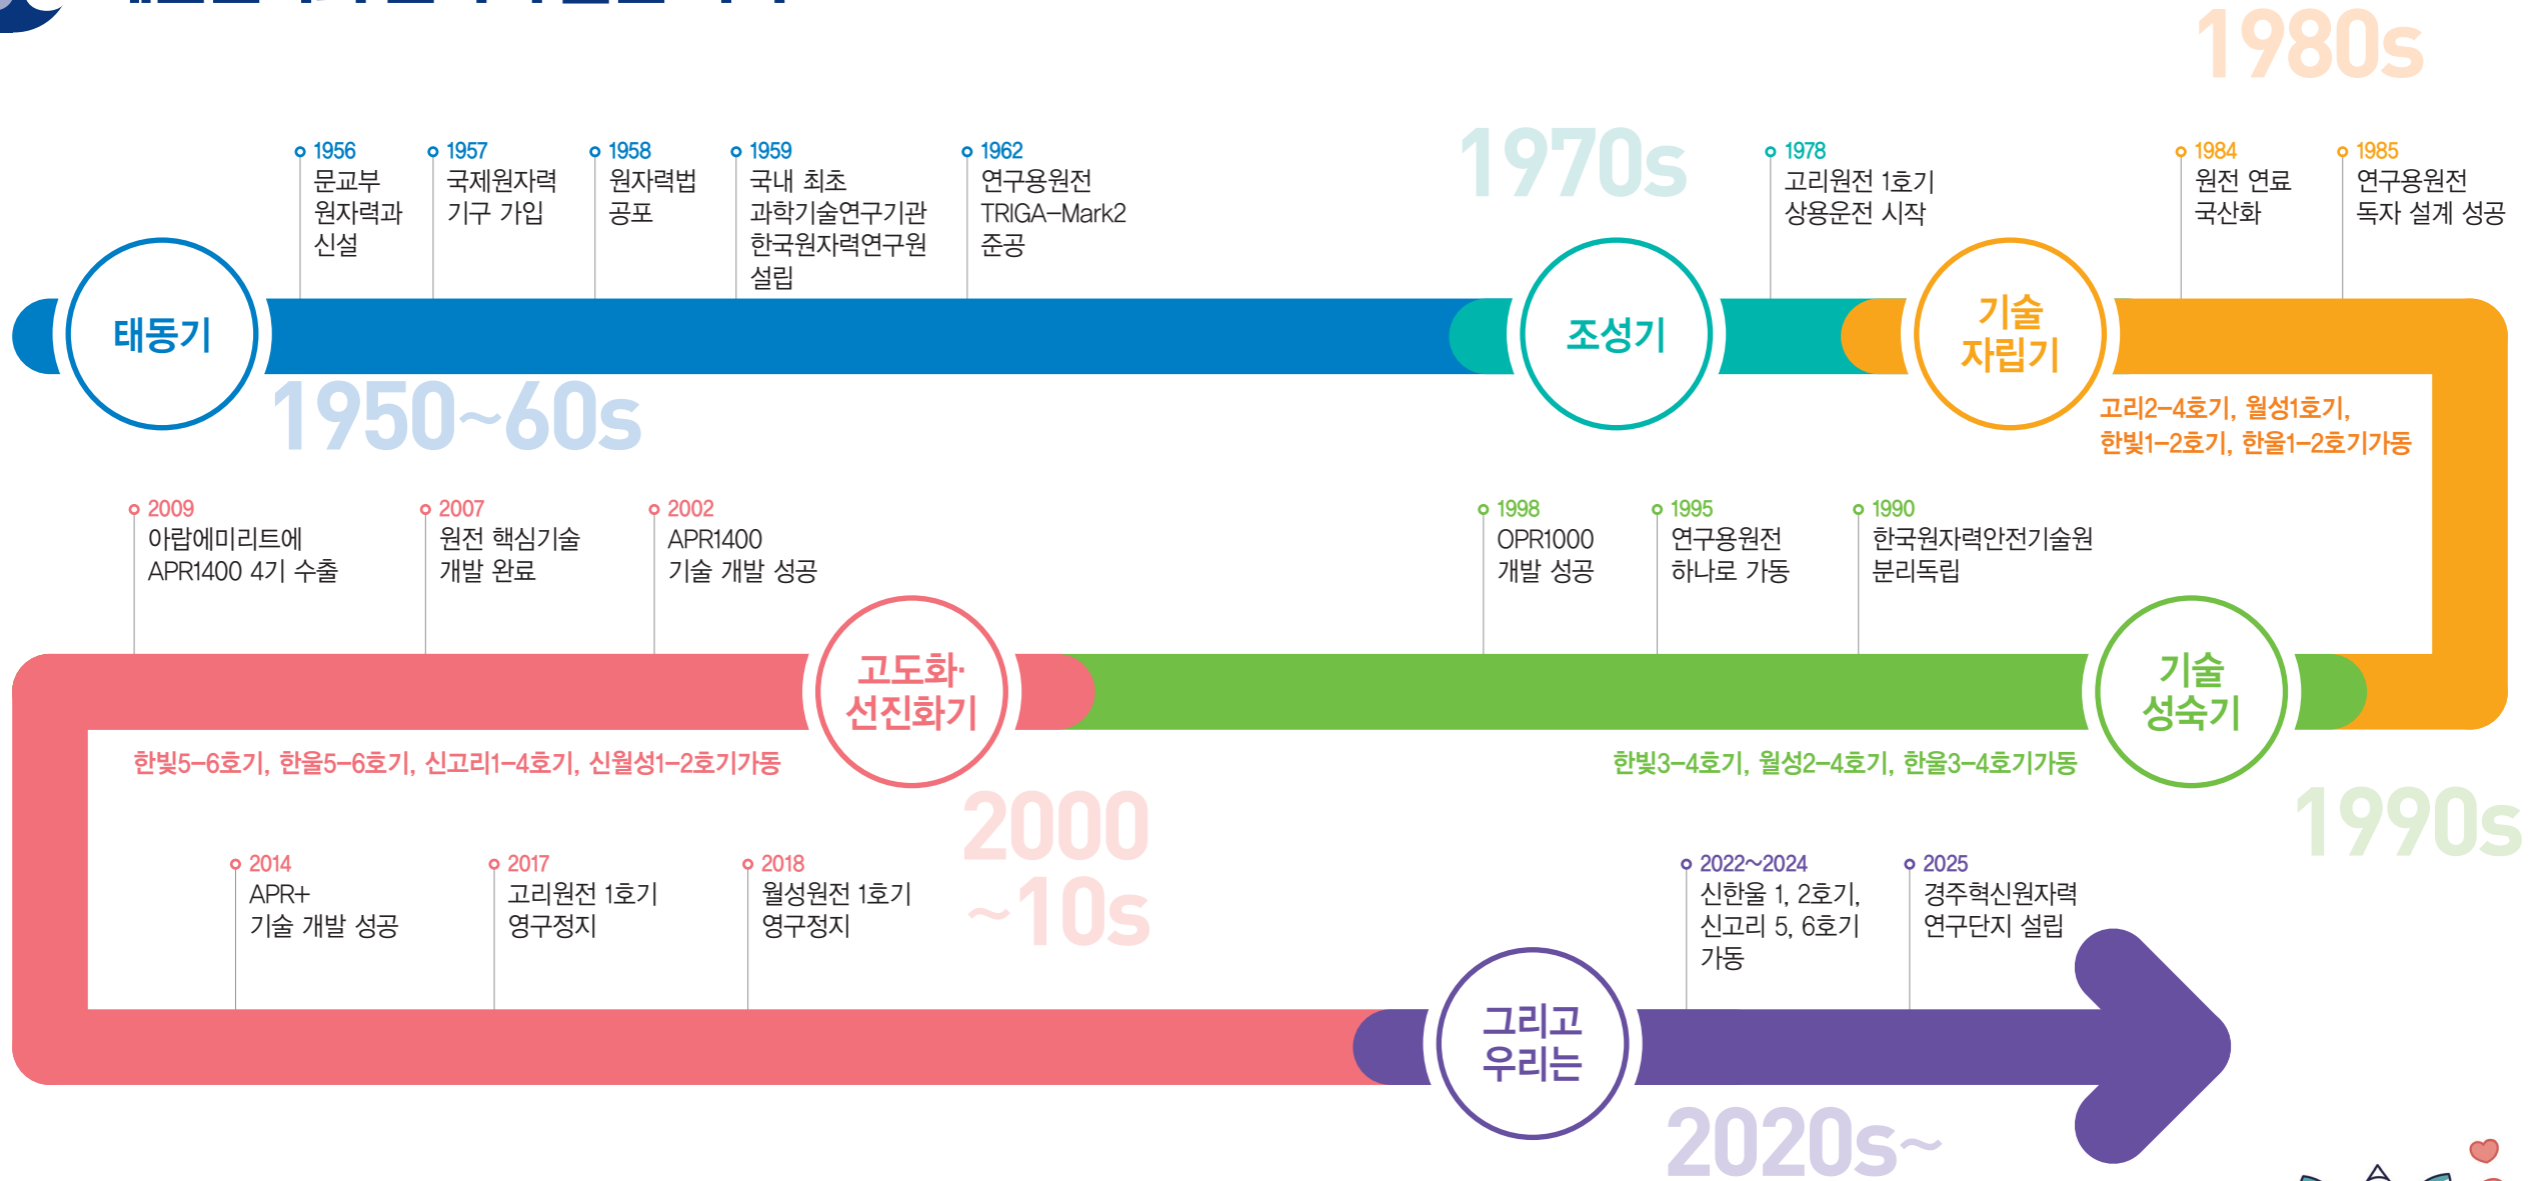 1980s
1970s
1956
문교부
원자력과
신설
1957
국제원자력
기구 가입
1958
원자력법
공포
1959
국내 최초
과학기술연구기관
한국원자력연구원
설립
1962
연구용원전
TRIGA-Mark2
준공
1978
고리원전 1호기
상용운전 시작
1984
원전 연료
국산화
1985
연구용원전
독자 설계 성공
태동기
조성기
기술
자립기
1950~60s
고리2-4호기, 월성1호기,
한빛1-2호기, 한울1-2호기가동
2009
아랍에미리트에
APR1400 4기 수출
2007
원전 핵심기술
개발 완료
2002
APR1400
기술 개발 성공
1998
OPR1000
개발 성공
1995
연구용원전
하나로 가동
1990
한국원자력안전기술원
분리독립
고도화·
선진화기
기술
성숙기
한빛5-6호기, 한울5-6호기, 신고리1-4호기, 신월성1-2호기가동
한빛3-4호기, 월성2-4호기, 한울3-4호기가동
2000
~10s
1990s
2014
APR+
기술 개발 성공
2017
고리원전 1호기
영구정지
2018
월성원전 1호기
영구정지
2022~2024
신한울 1, 2호기,
신고리 5, 6호기
가동
2025
경주혁신원자력
연구단지 설립
그리고
우리는
2020s~